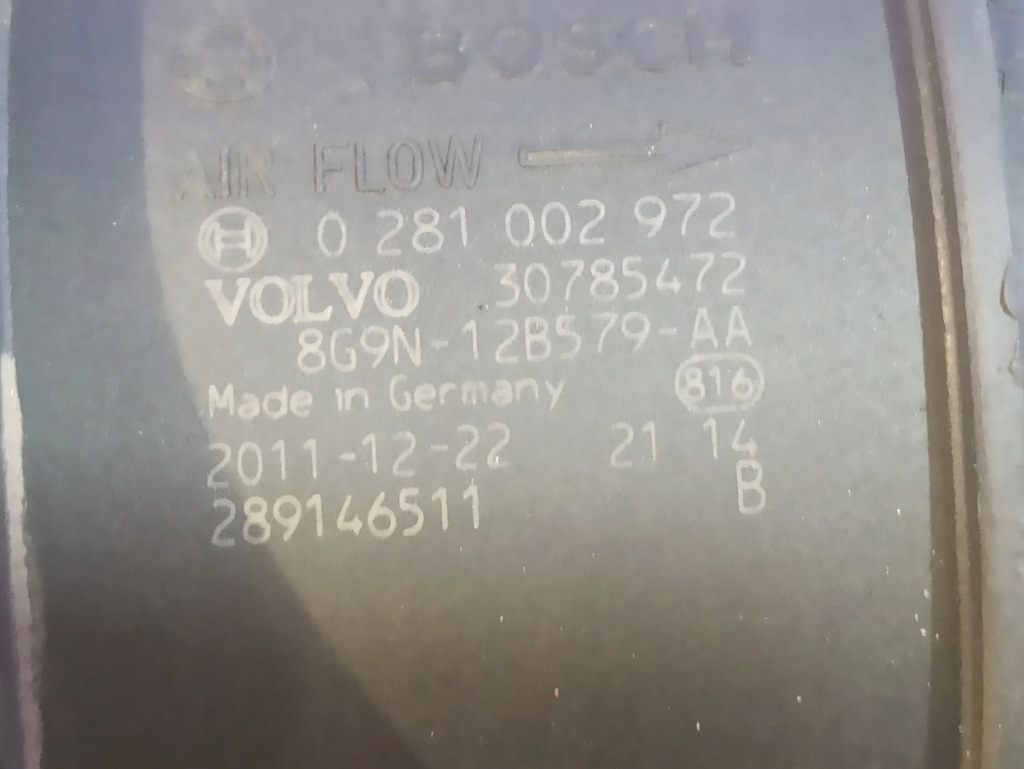 BOSCH
AIR FLOW
0 281 002 972
VOLVO 30785472
8G9N-12B579-AA
Made in Germany 816
2011-12-22 21 14
289146511 B